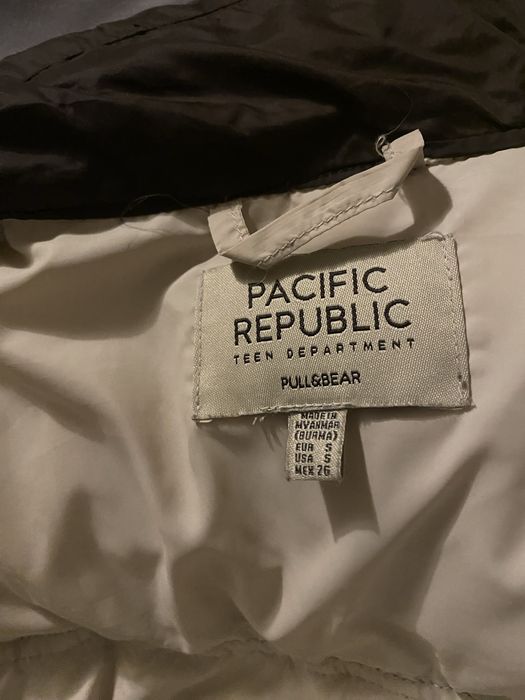 PACIFIC
REPUBLIC
TEEN DEPARTMENT
PULL&BEAR
MADE IN
MYANMAR
(BURMA)
EUR S
USA S
MEX 26